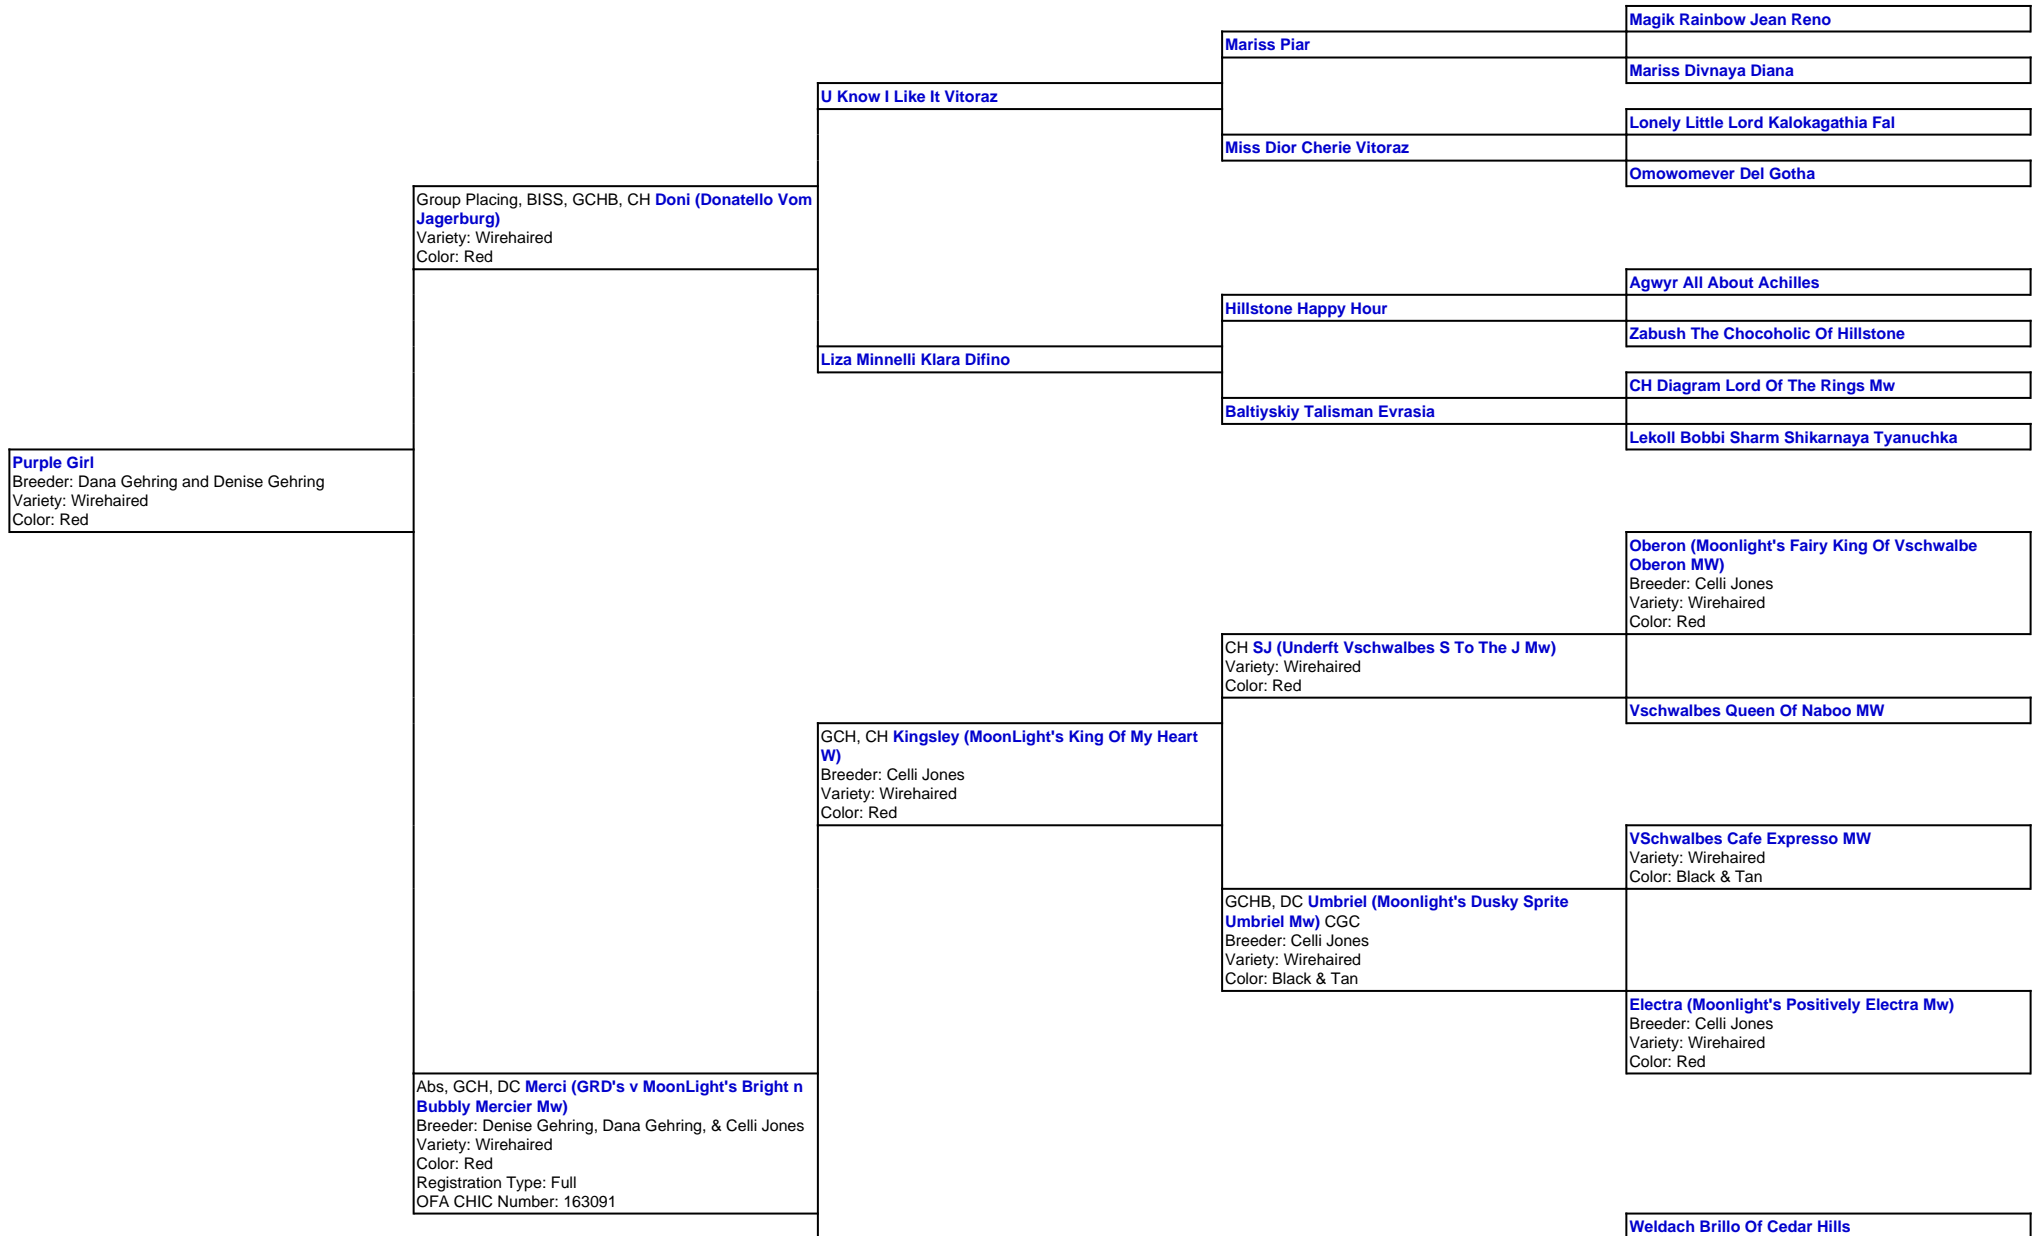 Magik Rainbow Jean Reno
Mariss Piar
Mariss Divnaya Diana
U Know I Like It Vitoraz
Lonely Little Lord Kalokagathia Fal
Miss Dior Cherie Vitoraz
Omowomever Del Gotha
Group Placing, BISS, GCHB, CH Doni (Donatello Vom
Jagerburg)
Variety: Wirehaired
Color: Red
Agwyr All About Achilles
Hillstone Happy Hour
Zabush The Chocoholic Of Hillstone
Liza Minnelli Klara Difino
CH Diagram Lord Of The Rings Mw
Baltiyskiy Talisman Evrasia
Lekoll Bobbi Sharm Shikarnaya Tyanuchka
Purple Girl
Breeder: Dana Gehring and Denise Gehring
Variety: Wirehaired
Color: Red
Oberon (Moonlight's Fairy King Of Vschwalbe
Oberon MW)
Breeder: Celli Jones
Variety: Wirehaired
Color: Red
CH SJ (Underft Vschwalbes S To The J Mw)
Variety: Wirehaired
Color: Red
Vschwalbes Queen Of Naboo MW
GCH, CH Kingsley (MoonLight's King Of My Heart
W)
Breeder: Celli Jones
Variety: Wirehaired
Color: Red
VSchwalbes Cafe Expresso MW
Variety: Wirehaired
Color: Black & Tan
GCHB, DC Umbriel (Moonlight's Dusky Sprite
Umbriel Mw) CGC
Breeder: Celli Jones
Variety: Wirehaired
Color: Black & Tan
Electra (Moonlight's Positively Electra Mw)
Breeder: Celli Jones
Variety: Wirehaired
Color: Red
Abs, GCH, DC Merci (GRD's v MoonLight's Bright n
Bubbly Mercier Mw)
Breeder: Denise Gehring, Dana Gehring, & Celli Jones
Variety: Wirehaired
Color: Red
Registration Type: Full
OFA CHIC Number: 163091
Weldach Brillo Of Cedar Hills